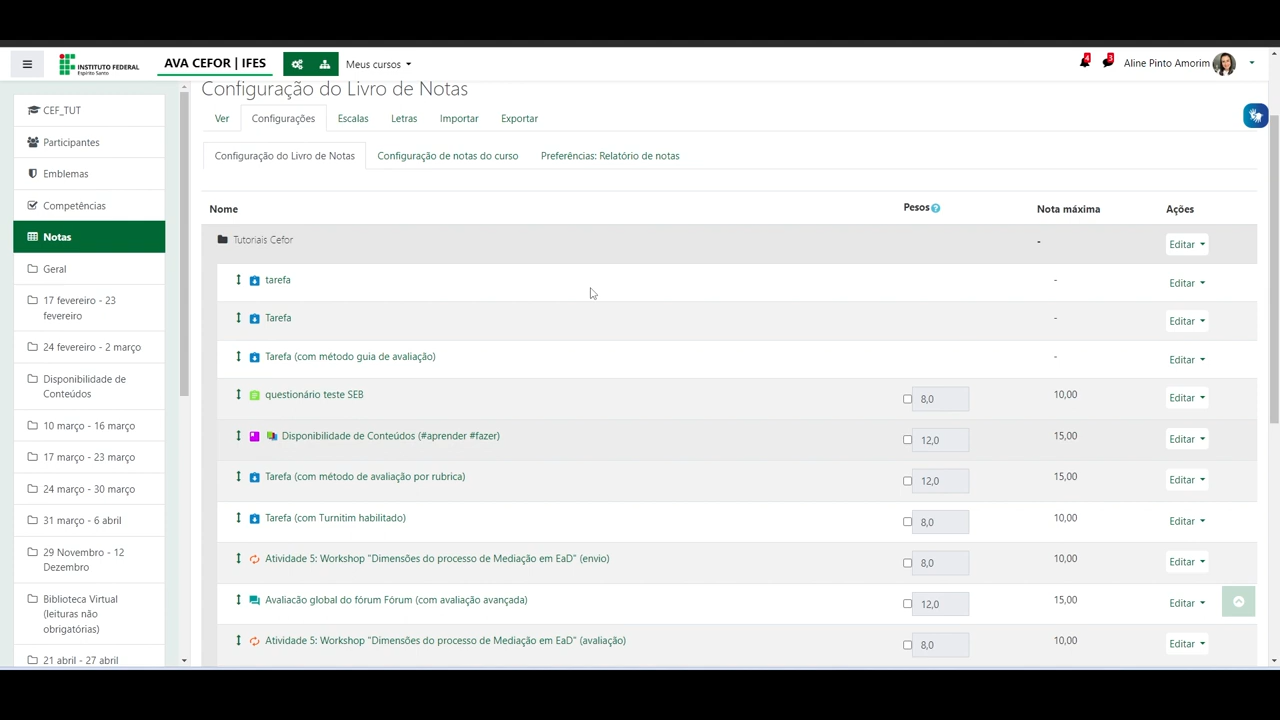 INSTITUTO FEDERAL
Espírito Santo
AVA CEFOR | IFES
Meus cursos
4
3
Aline Pinto Amorim
CEF_TUT
Participantes
Emblemas
Competências
Notas
Geral
17 fevereiro - 23
fevereiro
24 fevereiro - 2 março
Disponibilidade de
Conteúdos
10 março - 16 março
17 março - 23 março
24 março - 30 março
31 março - 6 abril
29 Novembro - 12
Dezembro
Biblioteca Virtual
(leituras não
obrigatórias)
21 abril - 27 abril
Configuração do Livro de Notas
Ver Configurações Escalas Letras Importar Exportar
Configuração do Livro de Notas Configuração de notas do curso Preferências: Relatório de notas
Nome Pesos ? Nota máxima Ações
Tutoriais Cefor - Editar
tarefa - Editar
Tarefa - Editar
Tarefa (com método guia de avaliação) - Editar
questionário teste SEB 8,0 10,00 Editar
Disponibilidade de Conteúdos (#aprender #fazer) 12,0 15,00 Editar
Tarefa (com método de avaliação por rubrica) 12,0 15,00 Editar
Tarefa (com Turnitim habilitado) 8,0 10,00 Editar
Atividade 5: Workshop "Dimensões do processo de Mediação em EaD" (envio) 8,0 10,00 Editar
Avaliacão global do fórum Fórum (com avaliação avançada) 12,0 15,00 Editar
Atividade 5: Workshop "Dimensões do processo de Mediação em EaD" (avaliação) 8,0 10,00 Editar